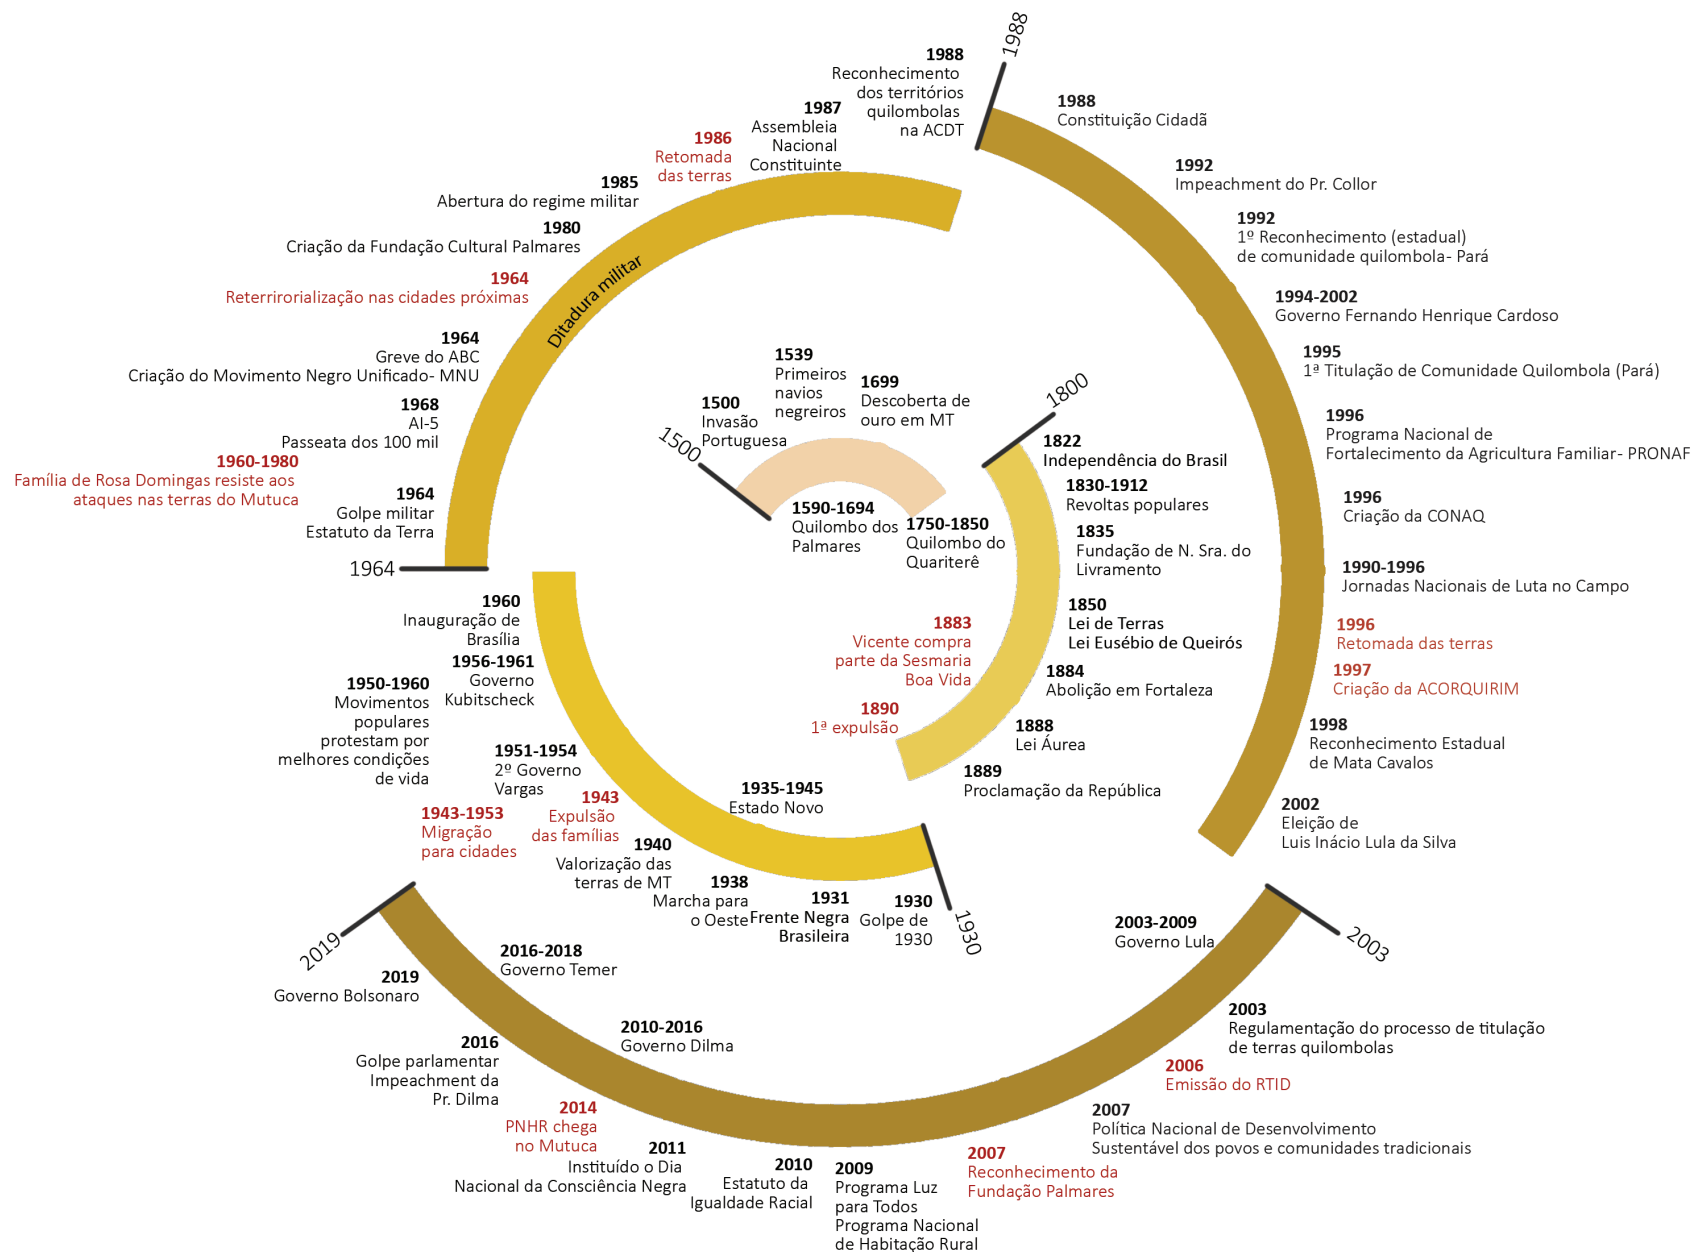 1500
1500
Invasão
Portuguesa
1539
Primeiros
navios
negreiros
1699
Descoberta de
ouro em MT
1590-1694
Quilombo dos
Palmares
1750-1850
Quilombo do
Quariterê
1800
1822
Independência do Brasil
1830-1912
Revoltas populares
1835
Fundação de N. Sra. do
Livramento
1850
Lei de Terras
Lei Eusébio de Queirós
1883
Vicente compra
parte da Sesmaria
Boa Vida
1884
Abolição em Fortaleza
1888
Lei Áurea
1889
Proclamação da República
1890
1ª expulsão
1930
1930
Golpe de
1930
1931
Frente Negra
Brasileira
1935-1945
Estado Novo
1938
Marcha para
o Oeste
1940
Valorização das
terras de MT
1943
Expulsão
das famílias
1943-1953
Migração
para cidades
1951-1954
2º Governo
Vargas
1950-1960
Movimentos
populares
protestam por
melhores condições
de vida
1956-1961
Governo
Kubitscheck
1960
Inauguração de
Brasília
1964
1964
Golpe militar
Estatuto da Terra
1960-1980
Família de Rosa Domingas resiste aos
ataques nas terras do Mutuca
1968
AI-5
Passeata dos 100 mil
1964
Greve do ABC
Criação do Movimento Negro Unificado- MNU
1964
Reterrirorialização nas cidades próximas
Ditadura militar
1980
Criação da Fundação Cultural Palmares
1985
Abertura do regime militar
1986
Retomada
das terras
1987
Assembleia
Nacional
Constituinte
1988
Reconhecimento
dos territórios
quilombolas
na ACDT
1988
1988
Constituição Cidadã
1992
Impeachment do Pr. Collor
1992
1º Reconhecimento (estadual)
de comunidade quilombola- Pará
1994-2002
Governo Fernando Henrique Cardoso
1995
1ª Titulação de Comunidade Quilombola (Pará)
1996
Programa Nacional de
Fortalecimento da Agricultura Familiar- PRONAF
1996
Criação da CONAQ
1990-1996
Jornadas Nacionais de Luta no Campo
1996
Retomada das terras
1997
Criação da ACORQUIRIM
1998
Reconhecimento Estadual
de Mata Cavalos
2002
Eleição de
Luis Inácio Lula da Silva
2003
2003-2009
Governo Lula
2003
Regulamentação do processo de titulação
de terras quilombolas
2006
Emissão do RTID
2007
Política Nacional de Desenvolvimento
Sustentável dos povos e comunidades tradicionais
2007
Reconhecimento da
Fundação Palmares
2009
Programa Luz
para Todos
Programa Nacional
de Habitação Rural
2010
Estatuto da
Igualdade Racial
2011
Instituído o Dia
Nacional da Consciência Negra
2014
PNHR chega
no Mutuca
2010-2016
Governo Dilma
2016
Golpe parlamentar
Impeachment da
Pr. Dilma
2016-2018
Governo Temer
2019
Governo Bolsonaro
2019